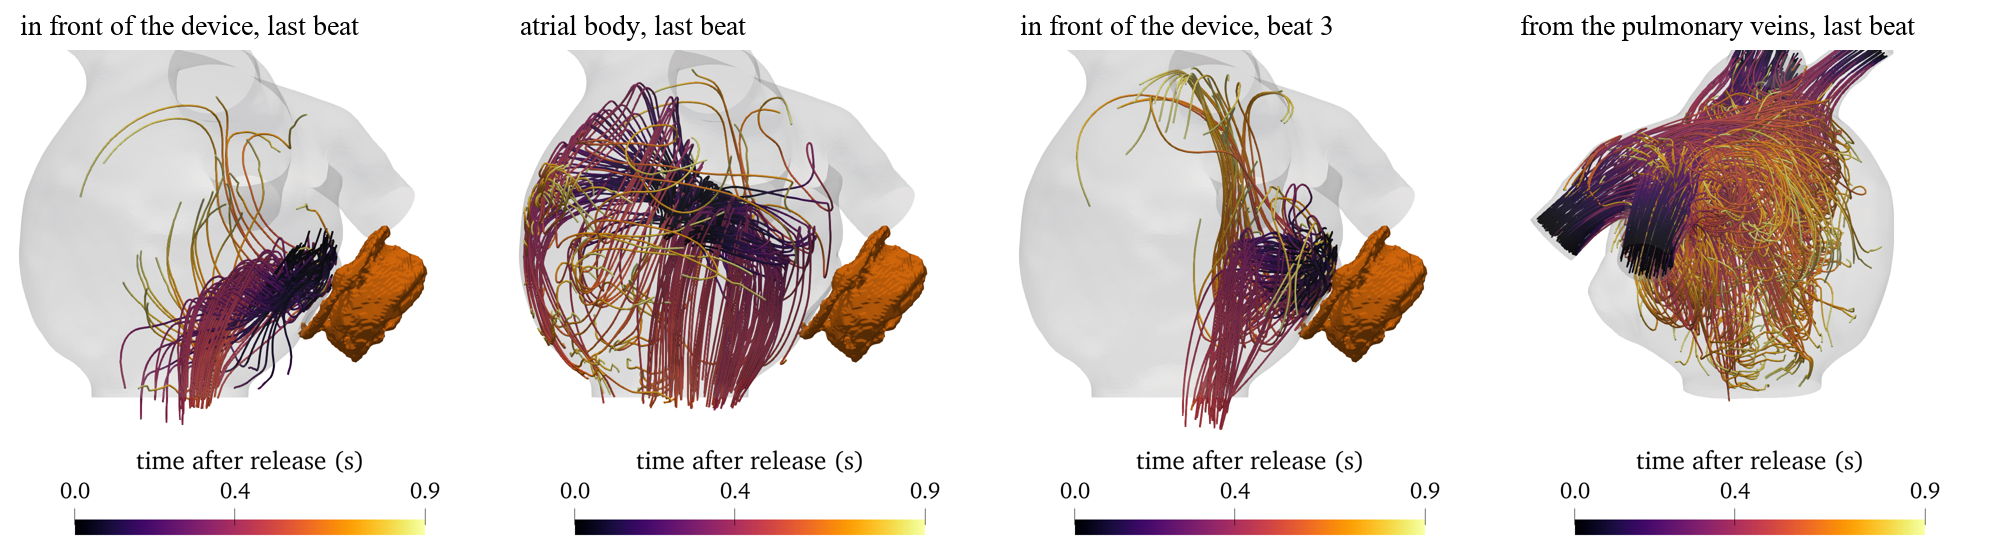 in front of the device, last beat
atrial body, last beat
in front of the device, beat 3
from the pulmonary veins, last beat
time after release (s)
time after release (s)
time after release (s)
time after release (s)
0.0 0.4 0.9
0.0 0.4 0.9
0.0 0.4 0.9
0.0 0.4 0.9